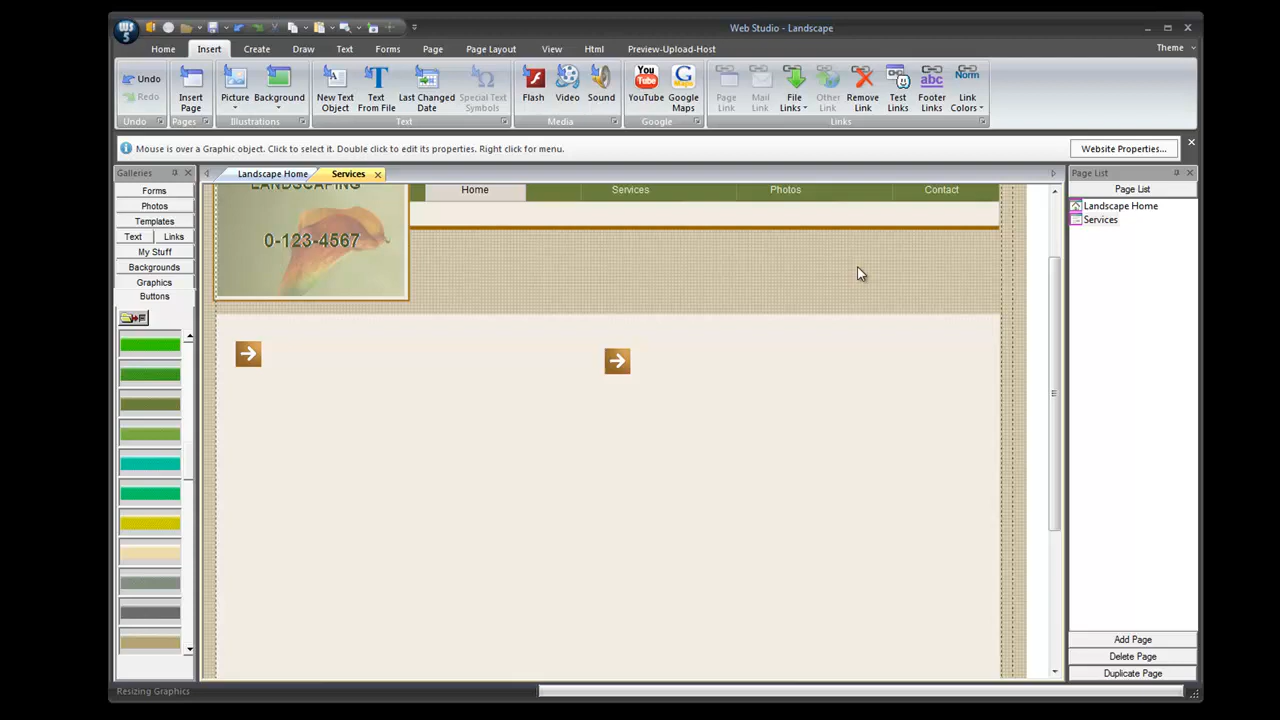 WS
5
Web Studio - Landscape
Home Insert Create Draw Text Forms Page Page Layout View Html Preview-Upload-Host Theme
Undo
Redo
Insert Page
Picture
Background
New Text Object
Text From File
Last Changed Date
Special Text Symbols
Flash
Video
Sound
You Tube
YouTube
Google Maps
Page Link
Mail Link
File Links
Other Link
Remove Link
Test Links
abc
Footer Links
Norm
Link Colors
Undo Pages Illustrations Text Media Google Links
Mouse is over a Graphic object. Click to select it. Double click to edit its properties. Right click for menu.
Website Properties...
Galleries
Landscape Home
Services
Page List
Forms
Photos
Templates
Text Links
My Stuff
Backgrounds
Graphics
Buttons
LANDSCAPING
0-123-4567
Home Services Photos Contact
Page List
Landscape Home
Services
Add Page
Delete Page
Duplicate Page
Resizing Graphics